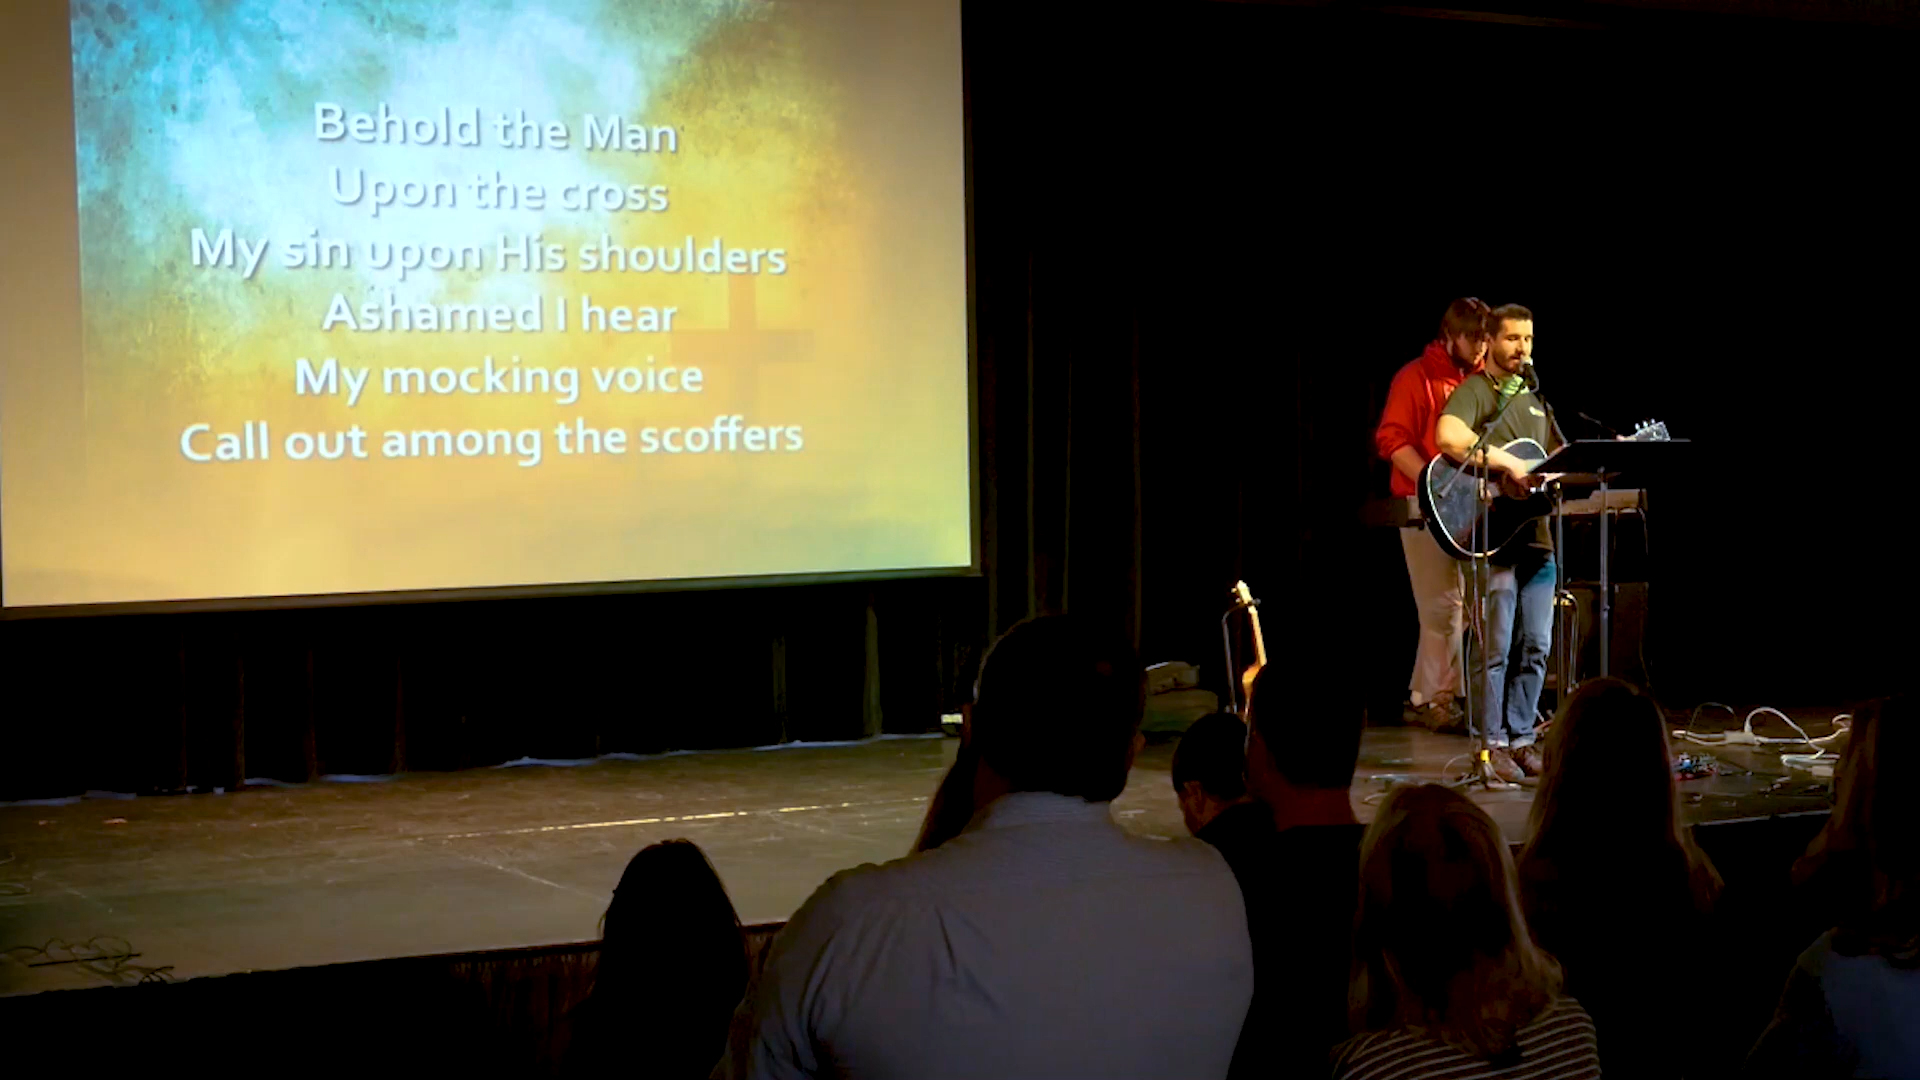 Behold the Man
Upon the cross
My sin upon His shoulders
Ashamed I hear
My mocking voice
Call out among the scoffers